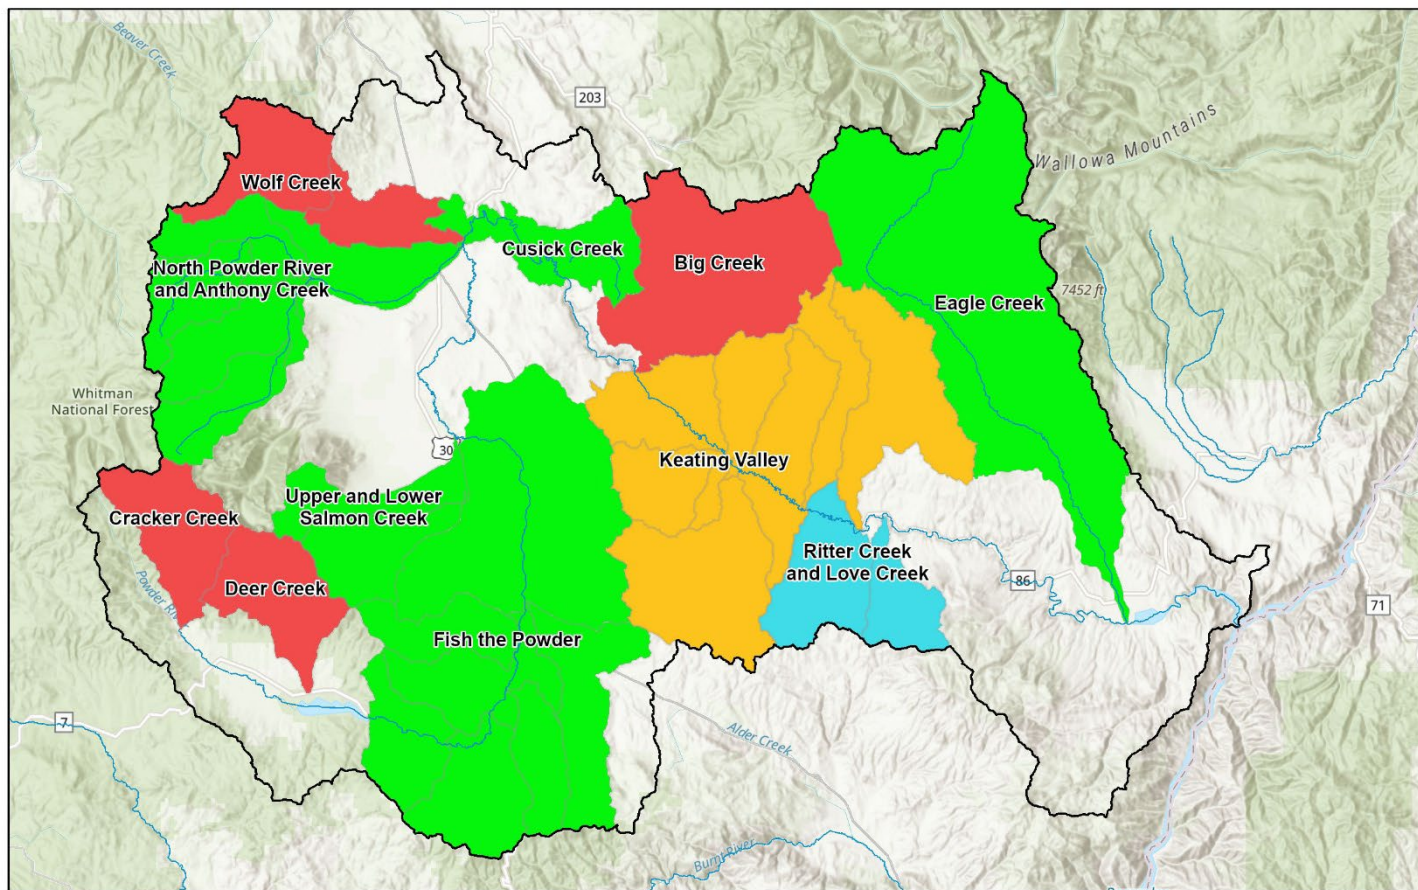 Beaver Creek
203
Wallowa Mountains
Wolf Creek
Cusick Creek
North Powder River
and Anthony Creek
Big Creek
7452 ft
Eagle Creek
Whitman
National Forest
30
Keating Valley
Upper and Lower
Salmon Creek
Cracker Creek
Ritter Creek
and Love Creek
Deer Creek
86
Powder Riv
71
Fish the Powder
7
Alder Creek
Burnt River